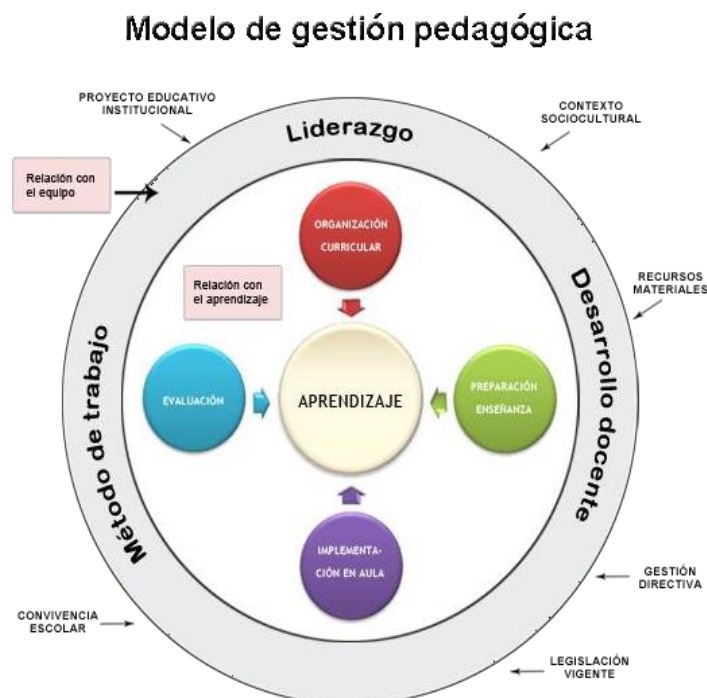 Modelo de gestión pedagógica
PROYECTO EDUCATIVO
INSTITUCIONAL
Liderazgo
CONTEXTO
SOCIOCULTURAL
Relación con
el equipo
ORGANIZACIÓN
CURRICULAR
Relación con
el aprendizaje
RECURSOS
MATERIALES
Método de trabajo
Desarrollo docente
EVALUACIÓN
APRENDIZAJE
PREPARACIÓN
ENSEÑANZA
IMPLEMENTA-
CIÓN EN AULA
GESTIÓN
DIRECTIVA
CONVIVENCIA
ESCOLAR
LEGISLACIÓN
VIGENTE